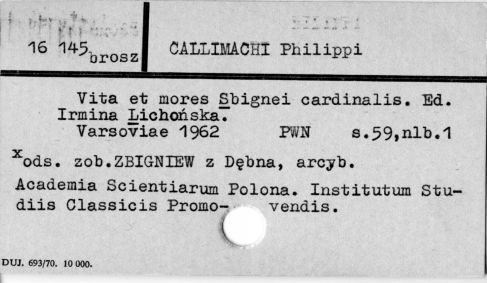 16 145 brosz
CALLIMACHI Philippi
Vita et mores Sbignei cardinalis. Ed.
Irmina Lichońska.
Varsoviae 1962 PWN s.59,nlb.1
xods. zob.ZBIGNIEW z Dębna, arcyb.
Academia Scientiarum Polona. Institutum Stu-
diis Classicis Promo- vendis.
DUJ. 693/70. 10 000.